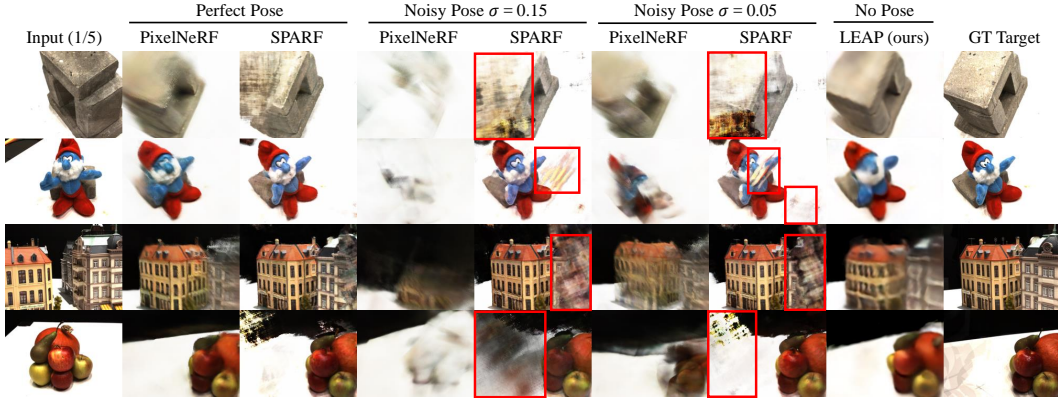 Perfect Pose Noisy Pose σ = 0.15 Noisy Pose σ = 0.05 No Pose
Input (1/5) PixelNeRF SPARF PixelNeRF SPARF PixelNeRF SPARF LEAP (ours) GT Target